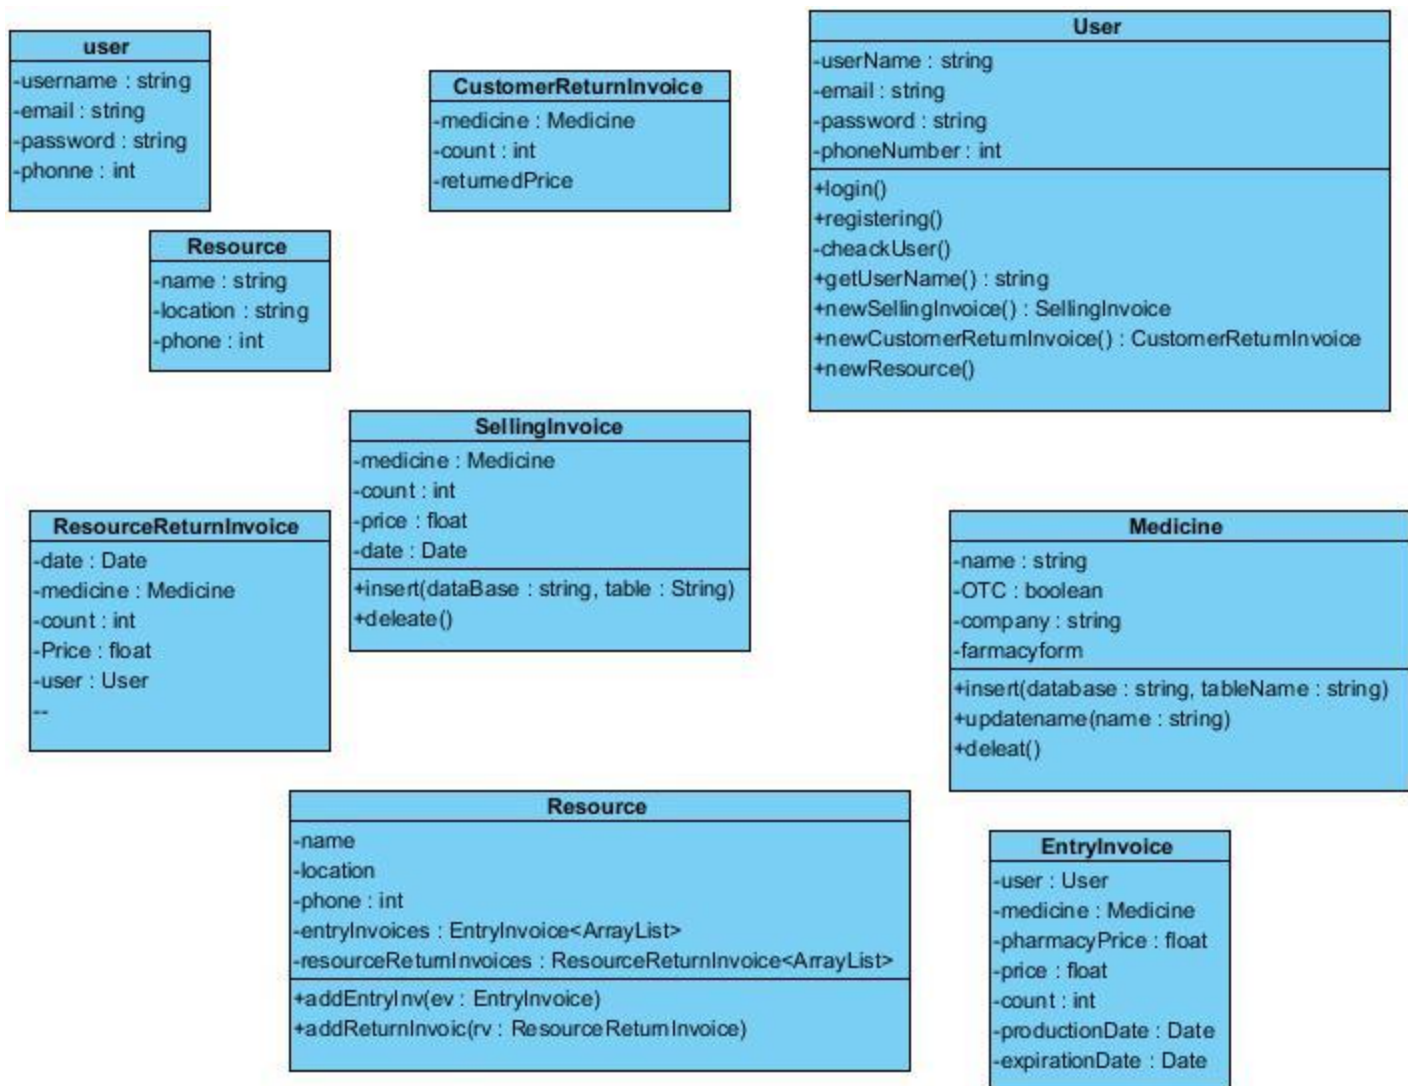 user
-username : string
-email : string
-password : string
-phonne : int
CustomerReturnInvoice
-medicine : Medicine
-count : int
-returnedPrice
User
-userName : string
-email : string
-password : string
-phoneNumber : int
+login()
+registering()
-cheackUser()
+getUserName() : string
+newSellingInvoice() : SellingInvoice
+newCustomerReturnInvoice() : CustomerReturnInvoice
+newResource()
Resource
-name : string
-location : string
-phone : int
SellingInvoice
-medicine : Medicine
-count : int
-price : float
-date : Date
+insert(dataBase : string, table : String)
+deleate()
ResourceReturnInvoice
-date : Date
-medicine : Medicine
-count : int
-Price : float
-user : User
--
Medicine
-name : string
-OTC : boolean
-company : string
-farmacyform
+insert(database : string, tableName : string)
+updatename(name : string)
+deleat()
Resource
-name
-location
-phone : int
-entryInvoices : EntryInvoice<ArrayList>
-resourceReturnInvoices : ResourceReturnInvoice<ArrayList>
+addEntryInv(ev : EntryInvoice)
+addReturnInvoic(rv : ResourceReturnInvoice)
EntryInvoice
-user : User
-medicine : Medicine
-pharmacyPrice : float
-price : float
-count : int
-productionDate : Date
-expirationDate : Date